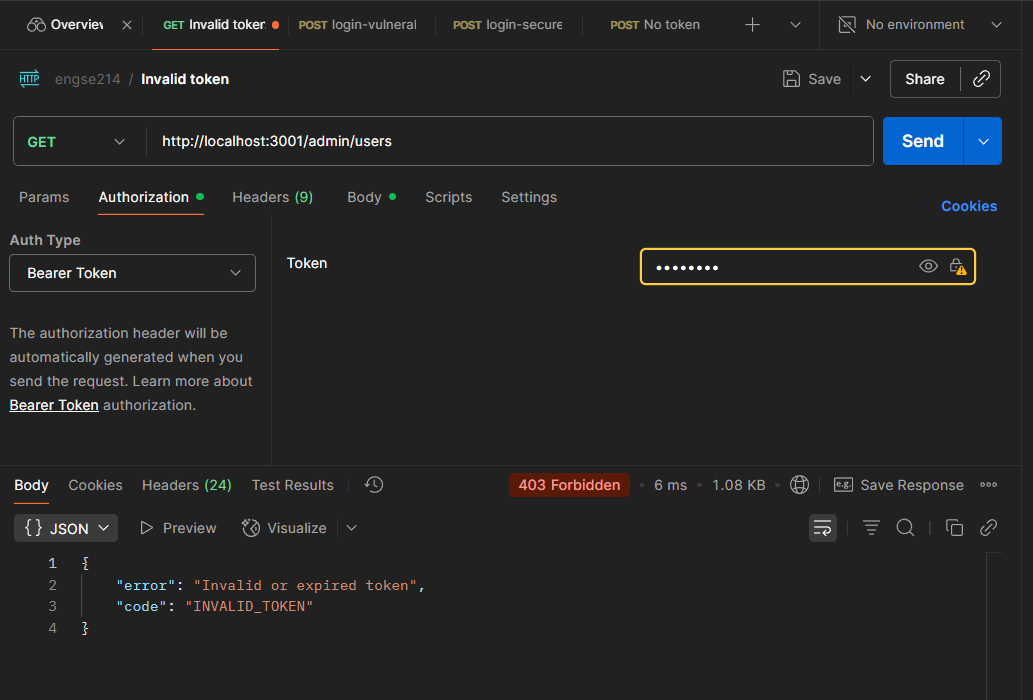 Overview GET Invalid token POST login-vulneral POST login-secure POST No token No environment
HTTP engse214 / Invalid token Save Share
GET http://localhost:3001/admin/users Send
Params Authorization Headers (9) Body Scripts Settings Cookies
Auth Type
Bearer Token
Token
••••••••
The authorization header will be
automatically generated when you
send the request. Learn more about
Bearer Token authorization.
Body Cookies Headers (24) Test Results 403 Forbidden • 6 ms • 1.08 KB • e.g. Save Response
{} JSON Preview Visualize
1 {
2 "error": "Invalid or expired token",
3 "code": "INVALID_TOKEN"
4 }